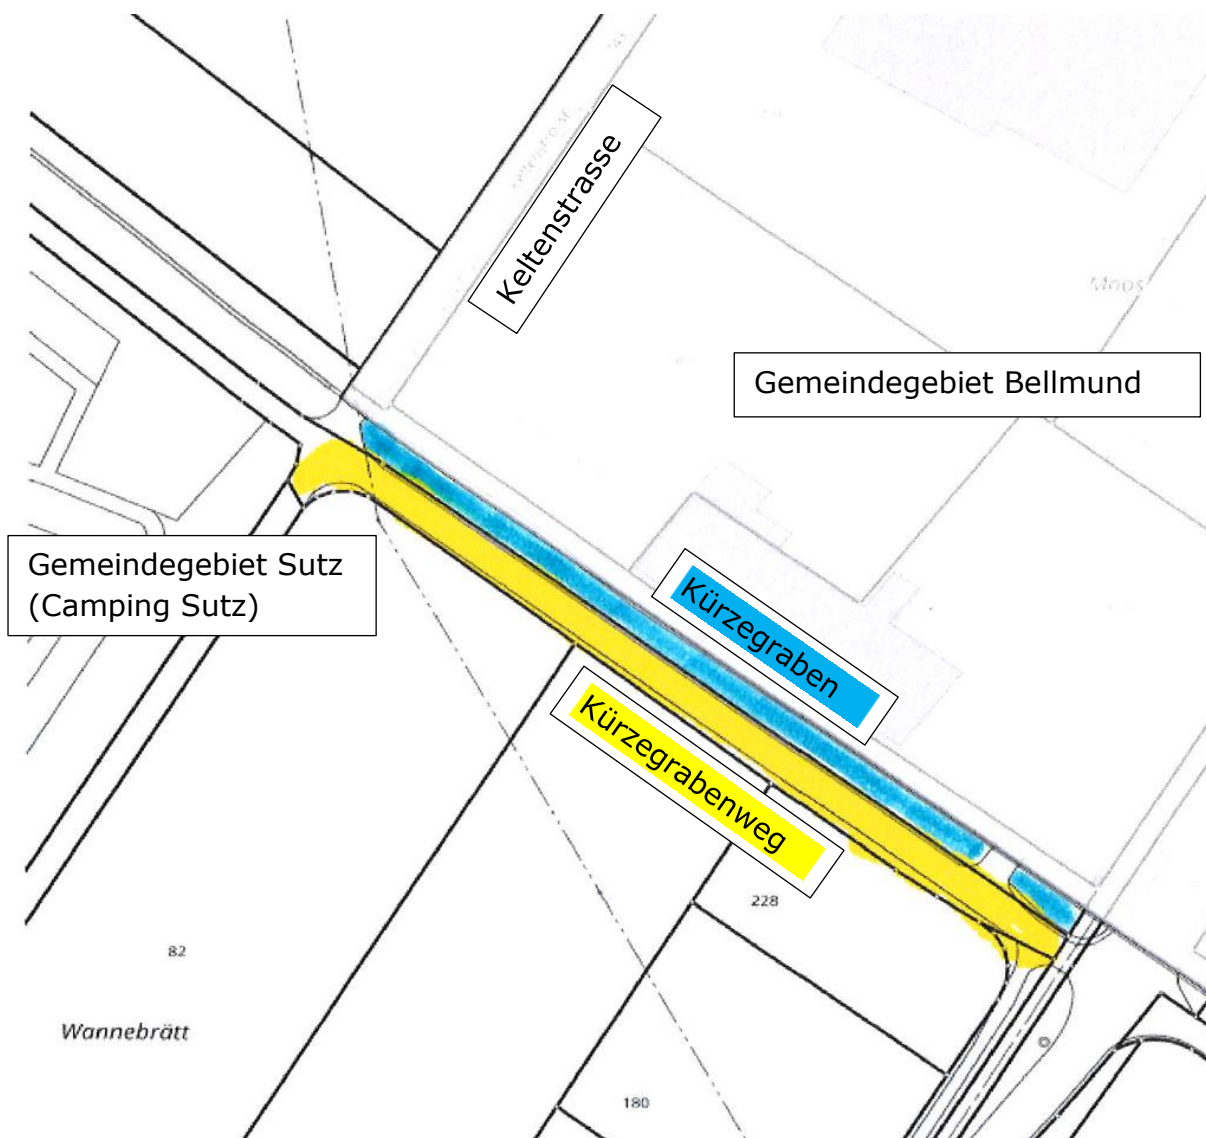 Keltenstrasse
Moos
Gemeindegebiet Bellmund
Gemeindegebiet Sutz
(Camping Sutz)
Kürzegraben
Kürzegrabenweg
228
82
Wannebrätt
180